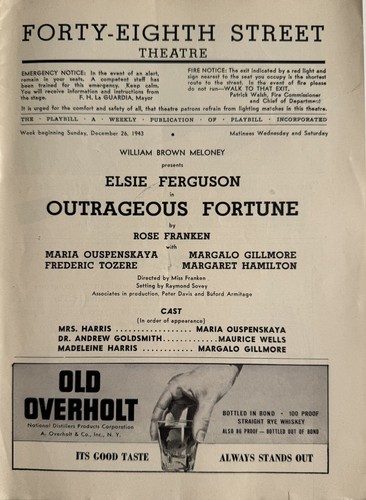 FORTY-EIGHTH STREET
THEATRE
EMERGENCY NOTICE: In the event of an alert,
remain in your seats. A competent staff has
been trained for this emergency. Keep calm.
You will receive information and instructions from
the stage. F. H. La GUARDIA, Mayor
FIRE NOTICE: The exit indicated by a red light and
sign nearest to the seat you occupy is the shortest
route to the street. In the event of fire please
do not run—WALK TO THAT EXIT.
Patrick Walsh, Fire Commissioner
and Chief of Department
It is urged for the comfort and safety of all, that theatre patrons refrain from lighting matches in this theatre.
THE · PLAYBILL · A · WEEKLY · PUBLICATION · OF · PLAYBILL · INCORPORATED
Week beginning Sunday, December 26, 1943 • Matinees Wednesday and Saturday
WILLIAM BROWN MELONEY
presents
ELSIE FERGUSON
in
OUTRAGEOUS FORTUNE
by
ROSE FRANKEN
with
MARIA OUSPENSKAYA MARGALO GILLMORE
FREDERIC TOZERE MARGARET HAMILTON
Directed by Miss Franken
Setting by Raymond Sovey
Associates in production, Peter Davis and Buford Armitage
CAST
(In order of appearance)
MRS. HARRIS .................. MARIA OUSPENSKAYA
DR. ANDREW GOLDSMITH............. MAURICE WELLS
MADELEINE HARRIS ............ MARGALO GILLMORE
OLD
OVERHOLT
National Distillers Products Corporation
A. Overholt & Co., Inc., N. Y.
BOTTLED IN BOND • 100 PROOF
STRAIGHT RYE WHISKEY
ALSO 86 PROOF — BOTTLED OUT OF BOND
ITS GOOD TASTE ALWAYS STANDS OUT